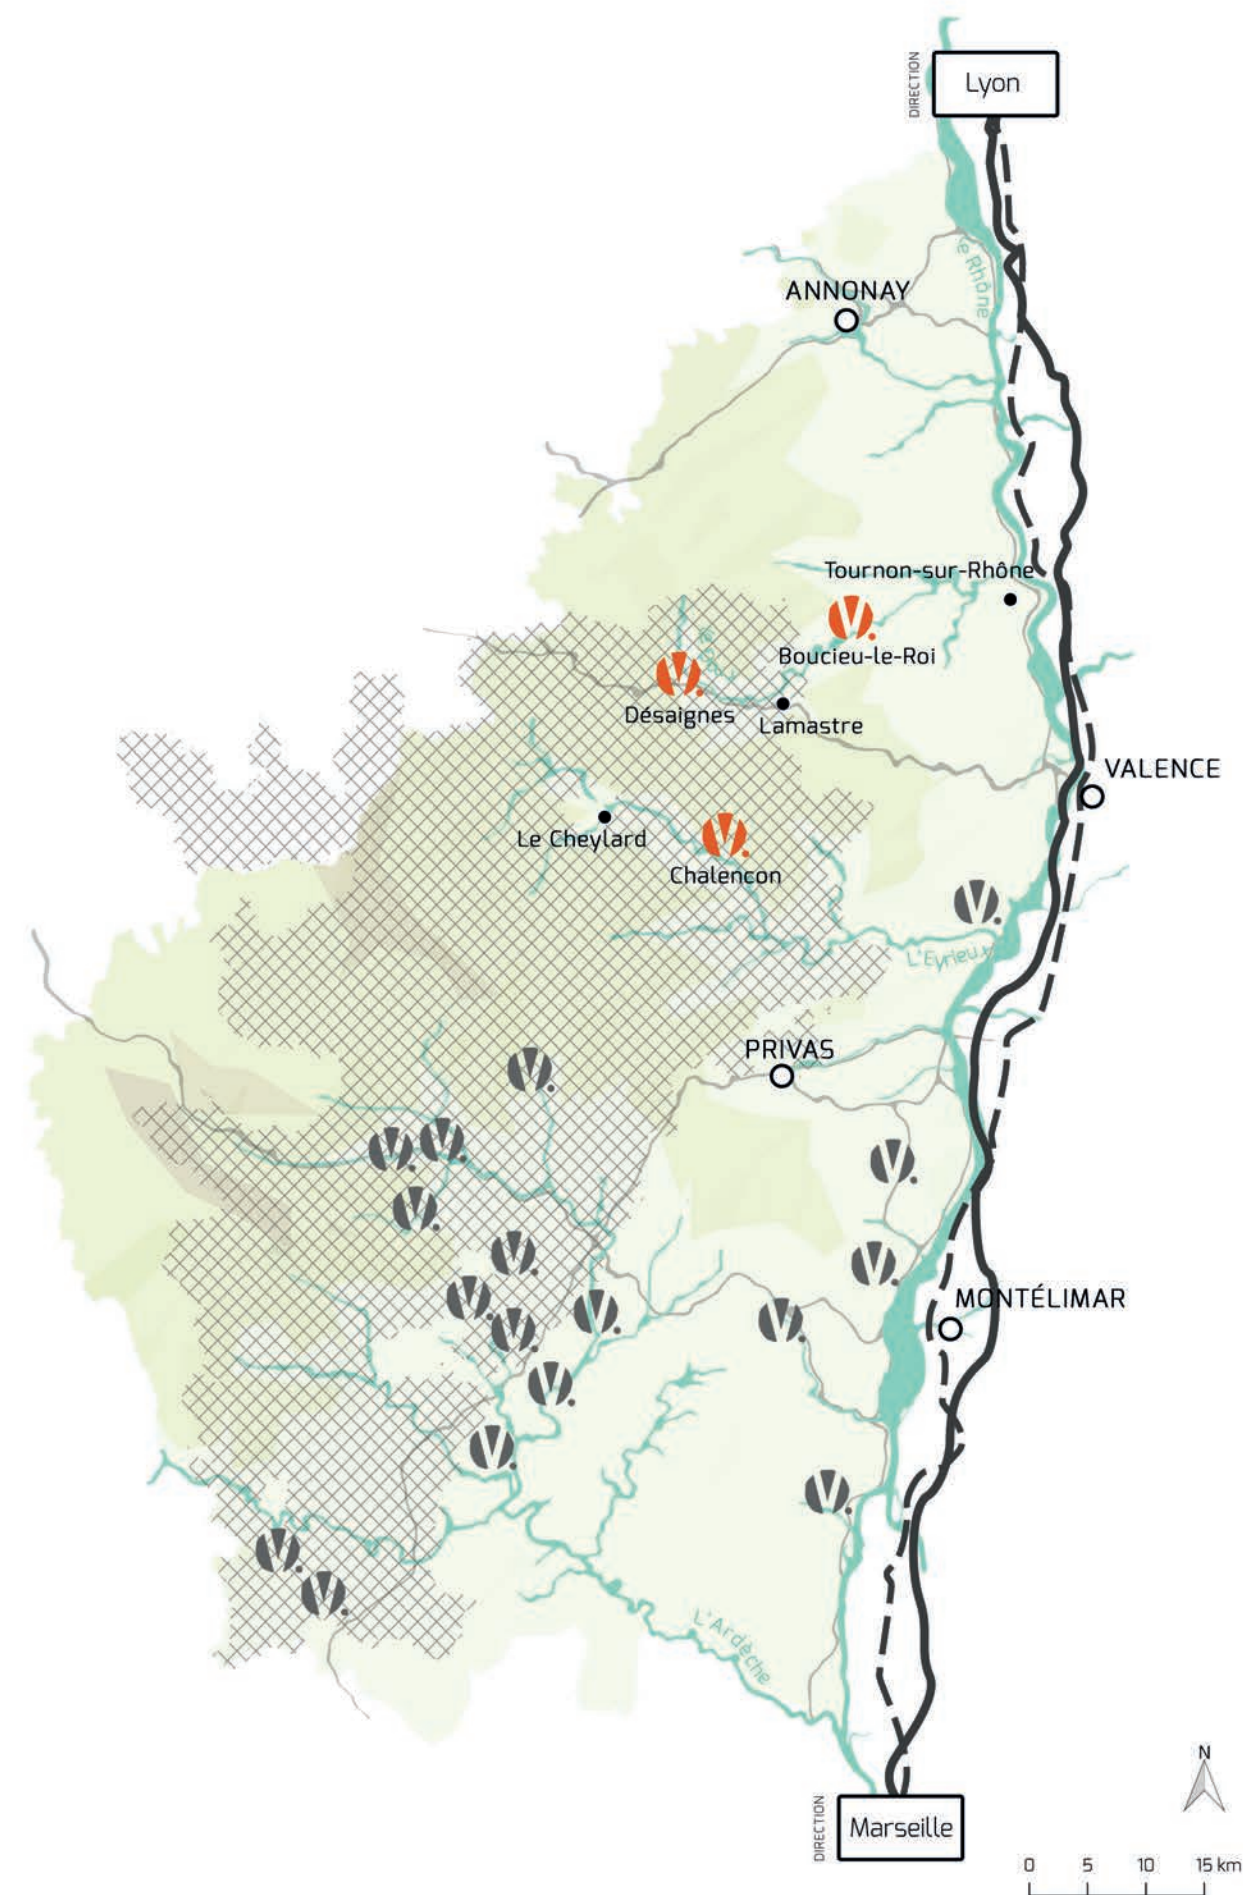 DIRECTION
Lyon
Le Rhône
ANNONAY
Tournon-sur-Rhône
Boucieu-le-Roi
Désaignes
Lamastre
VALENCE
Le Cheylard
Chalencon
L'Eyrieux
PRIVAS
MONTÉLIMAR
L'Ardèche
N
DIRECTION
Marseille
0 5 10 15 km